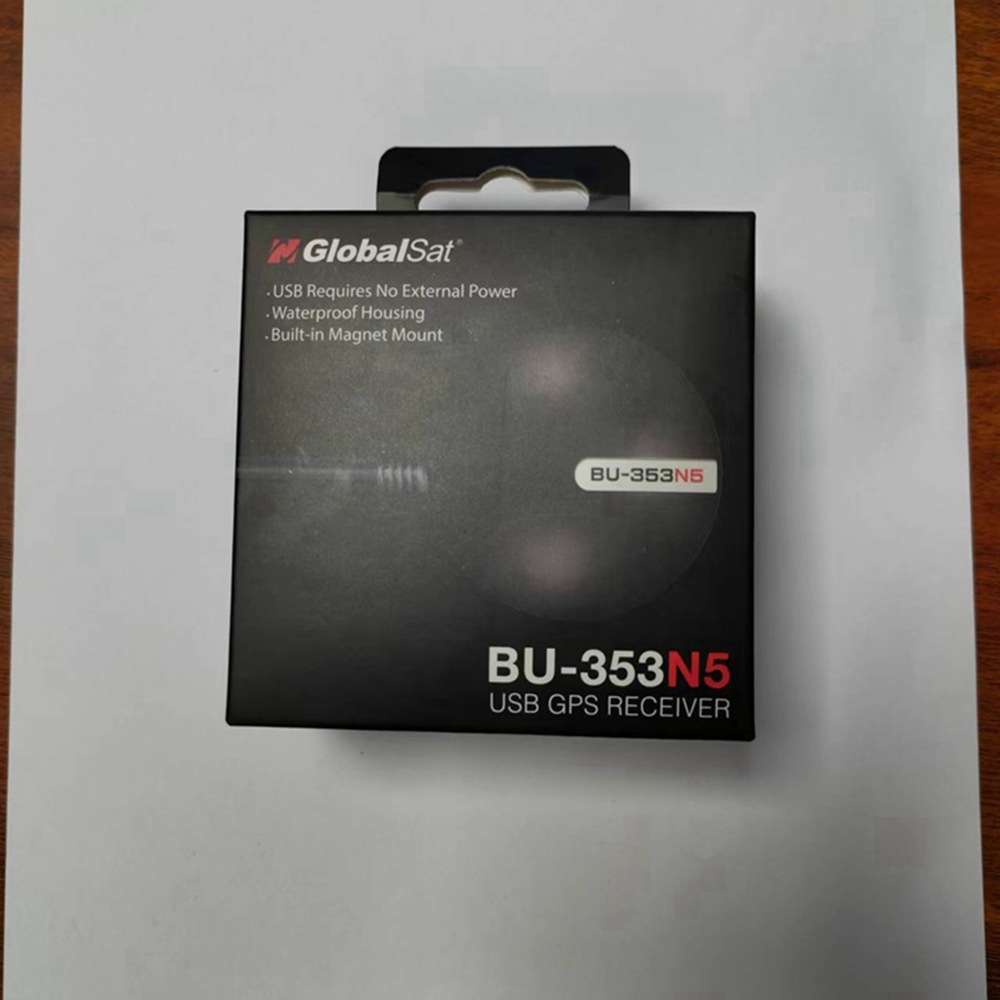 GlobalSat®
· USB Requires No External Power
· Waterproof Housing
· Built-in Magnet Mount
BU-353N5
BU-353N5
USB GPS RECEIVER